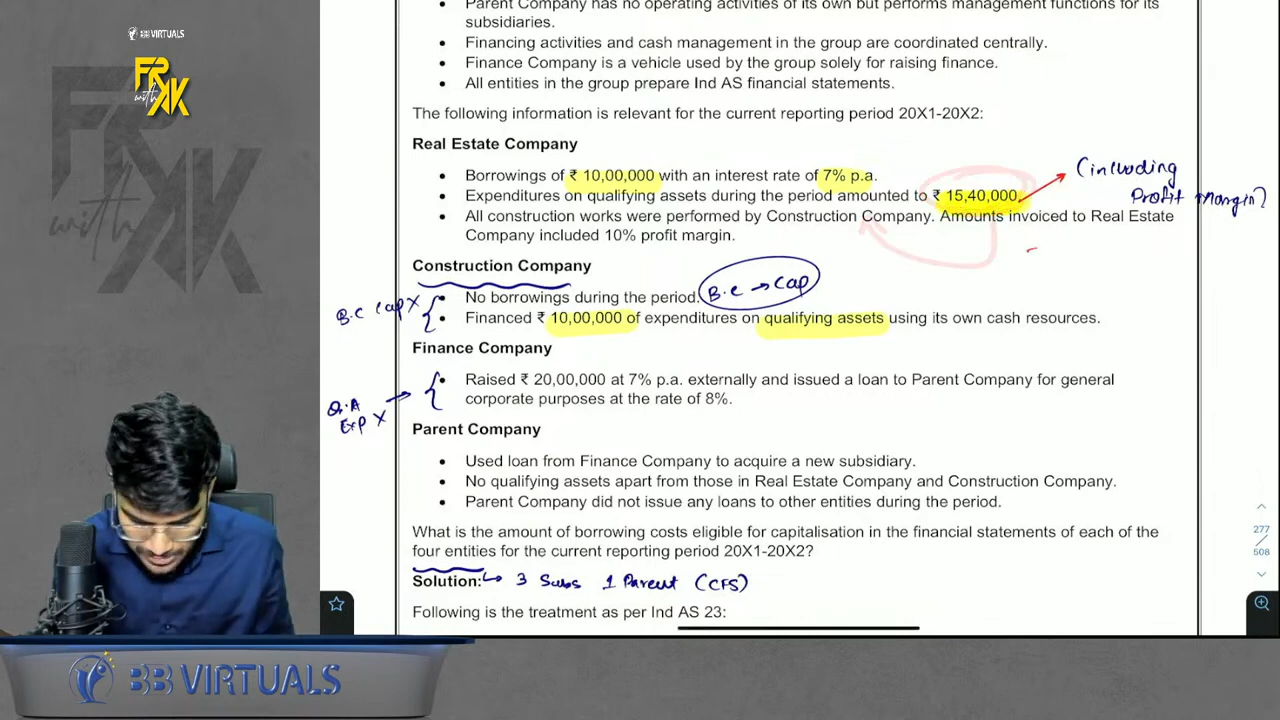 Parent Company has no operating activities of its own but performs management functions for its
subsidiaries.
Financing activities and cash management in the group are coordinated centrally.
Finance Company is a vehicle used by the group solely for raising finance.
All entities in the group prepare Ind AS financial statements.
The following information is relevant for the current reporting period 20X1-20X2:
Real Estate Company
Borrowings of ₹ 10,00,000 with an interest rate of 7% p.a.
Expenditures on qualifying assets during the period amounted to ₹ 15,40,000.
(including
Profit Margin)
All construction works were performed by Construction Company. Amounts invoiced to Real Estate
Company included 10% profit margin.
Construction Company
No borrowings during the period.
B.C → Cap
B.C Cap X
Financed ₹ 10,00,000 of expenditures on qualifying assets using its own cash resources.
Finance Company
Raised ₹ 20,00,000 at 7% p.a. externally and issued a loan to Parent Company for general
corporate purposes at the rate of 8%.
Q.A
Exp X
Parent Company
Used loan from Finance Company to acquire a new subsidiary.
No qualifying assets apart from those in Real Estate Company and Construction Company.
Parent Company did not issue any loans to other entities during the period.
What is the amount of borrowing costs eligible for capitalisation in the financial statements of each of the
four entities for the current reporting period 20X1-20X2?
Solution: 3 Subs 1 Parent (CFS)
Following is the treatment as per Ind AS 23:
BB VIRTUALS
FR
with
AK
FR
with
AK
277
508
BB VIRTUALS